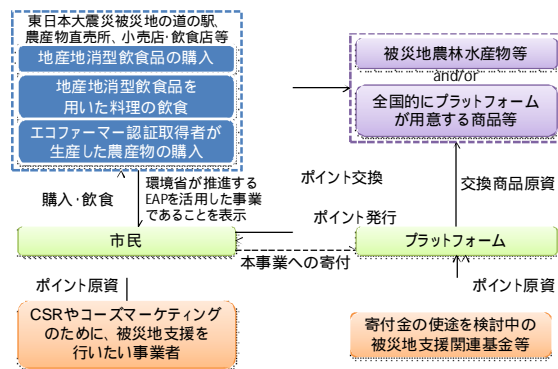 東日本大震災被災地の道の駅、
農産物直売所、小売店・飲食店等
地産地消型飲食品の購入
地産地消型飲食品を
用いた料理の飲食
エコファーマー認証取得者が
生産した農産物の購入
被災地農林水産物等
and/or
全国的にプラットフォーム
が用意する商品等
購入・飲食
環境省が推進する
EAPを活用した事業
であることを表示
ポイント交換
交換商品原資
ポイント発行
市民
プラットフォーム
本事業への寄付
ポイント原資
ポイント原資
CSRやコーズマーケティング
のために、被災地支援を
行いたい事業者
寄付金の使途を検討中の
被災地支援関連基金等